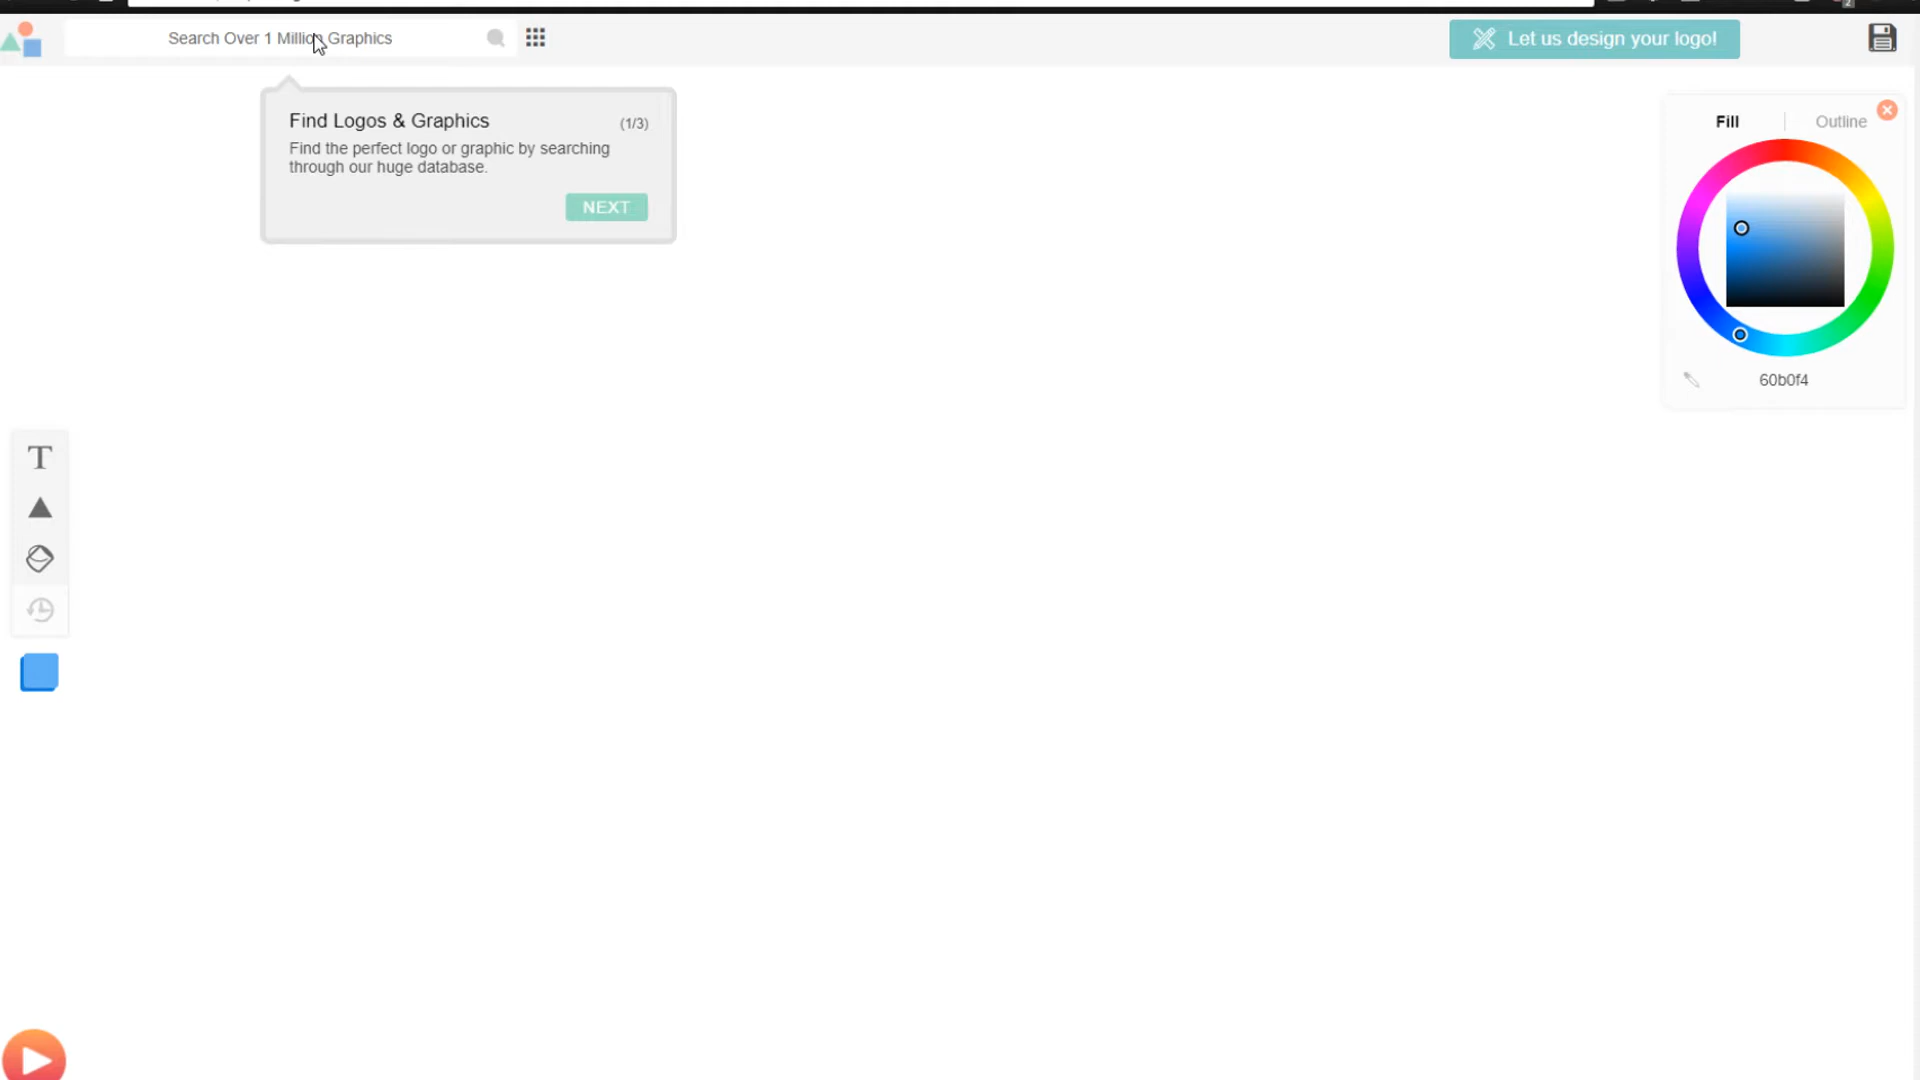 Search Over 1 Million Graphics
Let us design your logo!
Find Logos & Graphics
(1/3)
Find the perfect logo or graphic by searching
through our huge database.
NEXT
Fill
Outline
60b0f4
T
2